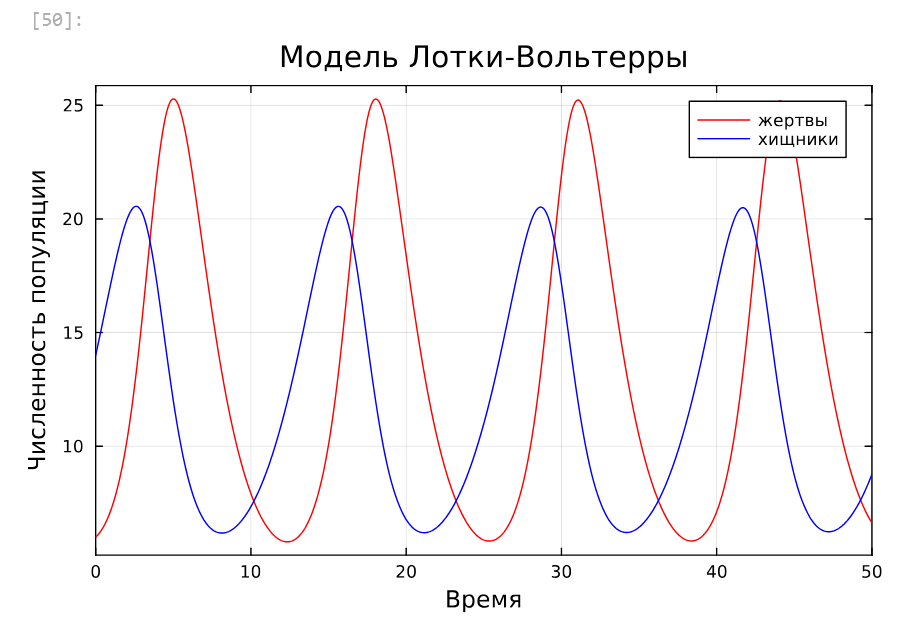 [50]:
Модель Лотки-Вольтерры
жертвы
хищники
Численность популяции
25
20
15
10
0 10 20 30 40 50
Время